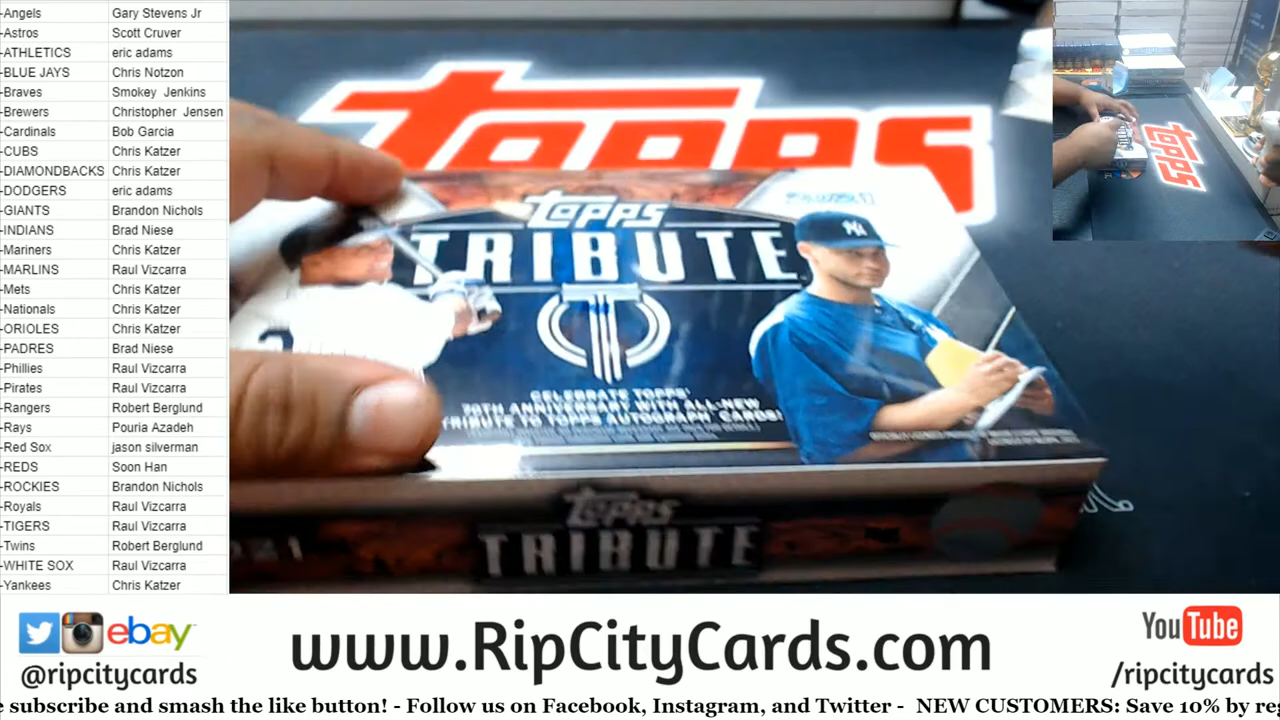 -Angels Gary Stevens Jr
-Astros Scott Cruver
-ATHLETICS eric adams
-BLUE JAYS Chris Notzon
-Braves Smokey Jenkins
-Brewers Christopher Jensen
-Cardinals Bob Garcia
-CUBS Chris Katzer
-DIAMONDBACKS Chris Katzer
-DODGERS eric adams
-GIANTS Brandon Nichols
-INDIANS Brad Niese
-Mariners Chris Katzer
-MARLINS Raul Vizcarra
-Mets Chris Katzer
-Nationals Chris Katzer
-ORIOLES Chris Katzer
-PADRES Brad Niese
-Phillies Raul Vizcarra
-Pirates Raul Vizcarra
-Rangers Robert Berglund
-Rays Pouria Azadeh
-Red Sox jason silverman
-REDS Soon Han
-ROCKIES Brandon Nichols
-Royals Raul Vizcarra
-TIGERS Raul Vizcarra
-Twins Robert Berglund
-WHITE SOX Raul Vizcarra
-Yankees Chris Katzer
Topps
Topps
TRIBUTE
NY
CELEBRATE TOPPS'
70TH ANNIVERSARY WITH ALL-NEW
TRIBUTE TO TOPPS AUTOGRAPH CARDS!
Topps
TRIBUTE
Topps
ebay
@ripcitycards
www.RipCityCards.com
YouTube
/ripcitycards
subscribe and smash the like button! - Follow us on Facebook, Instagram, and Twitter - NEW CUSTOMERS: Save 10% by